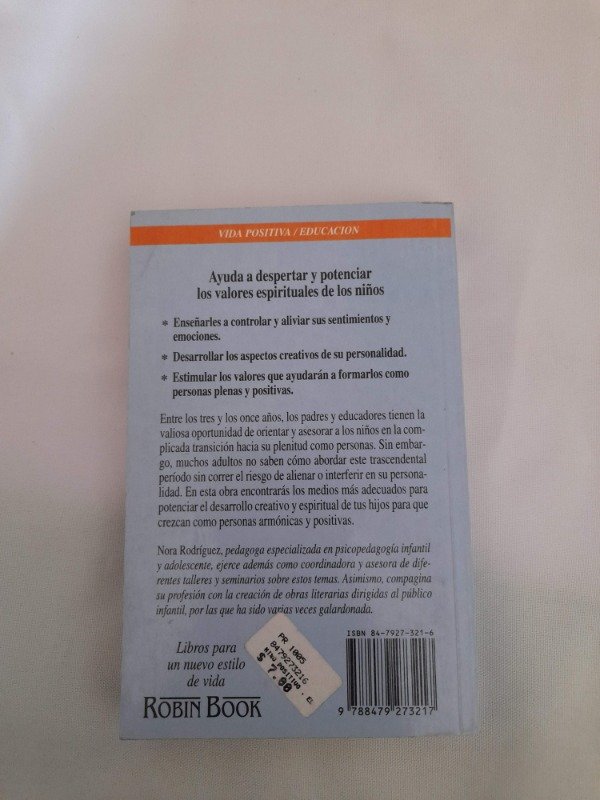 VIDA POSITIVA / EDUCACION
Ayuda a despertar y potenciar
los valores espirituales de los niños
* Enseñarles a controlar y aliviar sus sentimientos y
emociones.
* Desarrollar los aspectos creativos de su personalidad.
* Estimular los valores que ayudarán a formarlos como
personas plenas y positivas.
Entre los tres y los once años, los padres y educadores tienen la
valiosa oportunidad de orientar y asesorar a los niños en la com-
plicada transición hacia su plenitud como personas. Sin embar-
go, muchos adultos no saben cómo abordar este trascendental
período sin correr el riesgo de alienar o interferir en su persona-
lidad. En esta obra encontrarás los medios más adecuados para
potenciar el desarrollo creativo y espiritual de tus hijos para que
crezcan como personas armónicas y positivas.
Nora Rodríguez, pedagoga especializada en psicopedagogía infantil
y adolescente, ejerce además como coordinadora y asesora de dife-
rentes talleres y seminarios sobre estos temas. Asimismo, compagina
su profesión con la creación de obras literarias dirigidas al público
infantil, por las que ha sido varias veces galardonada.
Libros para
un nuevo estilo
de vida
ROBIN BOOK
PR 1005
8479273216
NINO POSITIVO, EL
$ 7.00
ISBN 84-7927-321-6
9 788479 273217